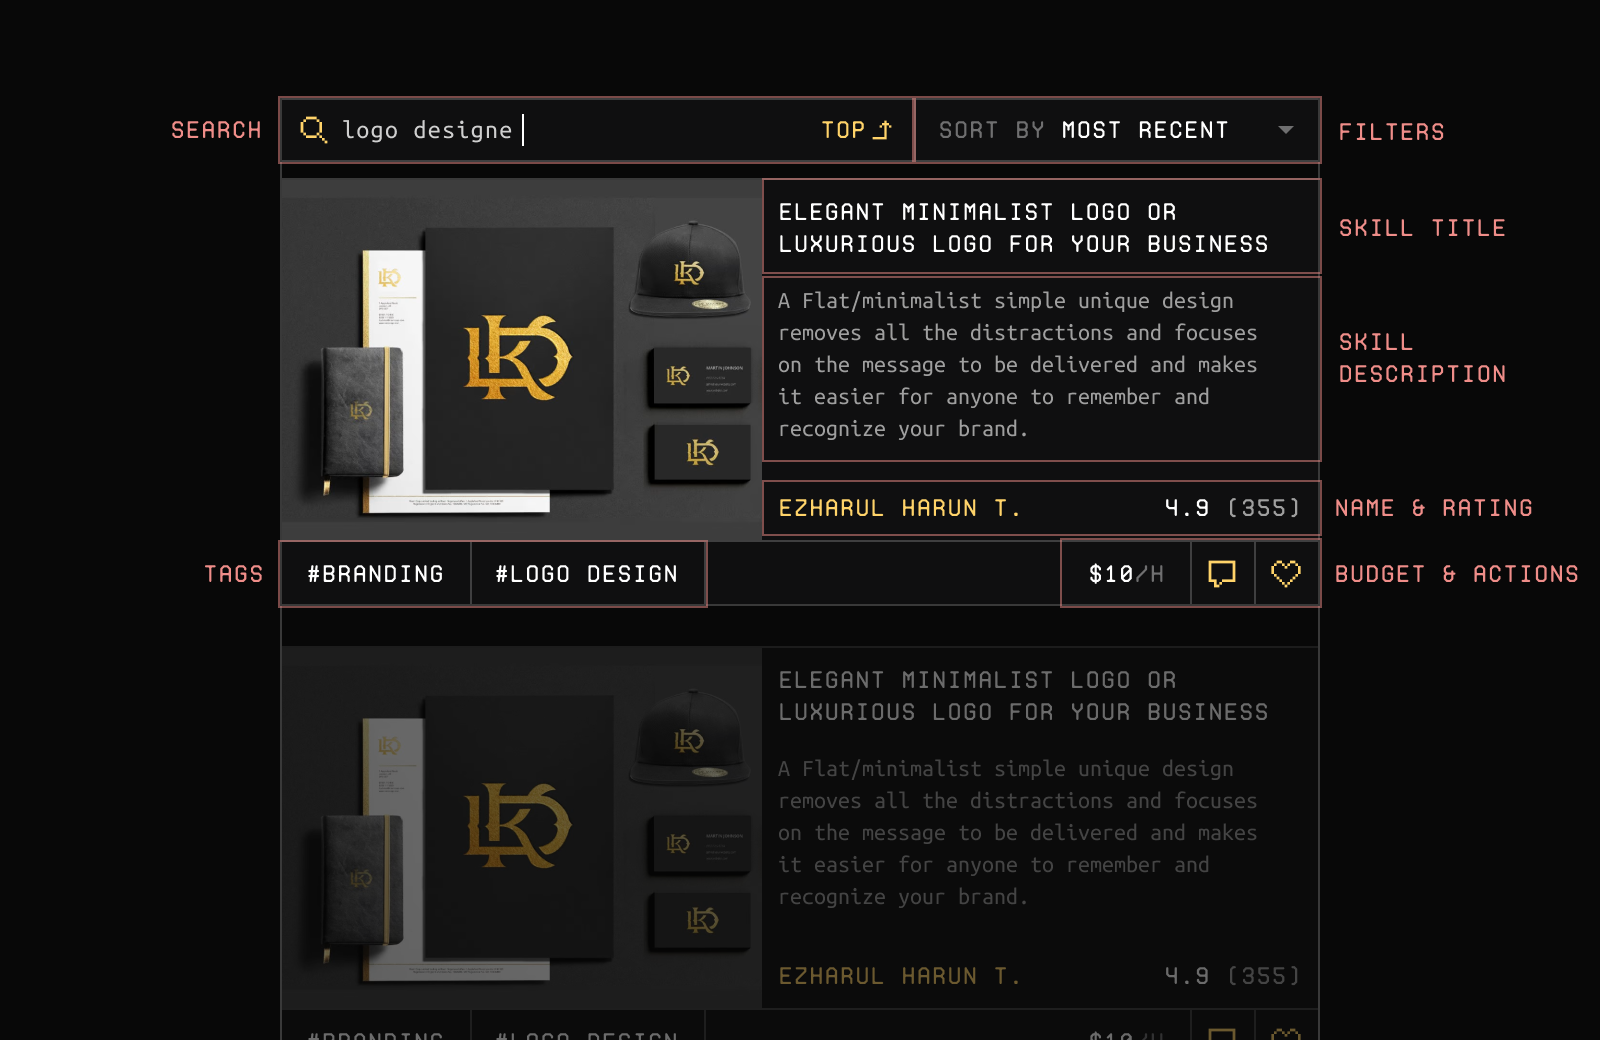 SEARCH
logo designe
TOP
SORT BY MOST RECENT
FILTERS
ELEGANT MINIMALIST LOGO OR
LUXURIOUS LOGO FOR YOUR BUSINESS
SKILL TITLE
A Flat/minimalist simple unique design
removes all the distractions and focuses
on the message to be delivered and makes
it easier for anyone to remember and
recognize your brand.
SKILL
DESCRIPTION
EZHARUL HARUN T.
4.9 (355)
NAME & RATING
TAGS
#BRANDING
#LOGO DESIGN
$10/H
BUDGET & ACTIONS
ELEGANT MINIMALIST LOGO OR
LUXURIOUS LOGO FOR YOUR BUSINESS
A Flat/minimalist simple unique design
removes all the distractions and focuses
on the message to be delivered and makes
it easier for anyone to remember and
recognize your brand.
EZHARUL HARUN T.
4.9 (355)
#BRANDING
#LOGO DESIGN
$10/H